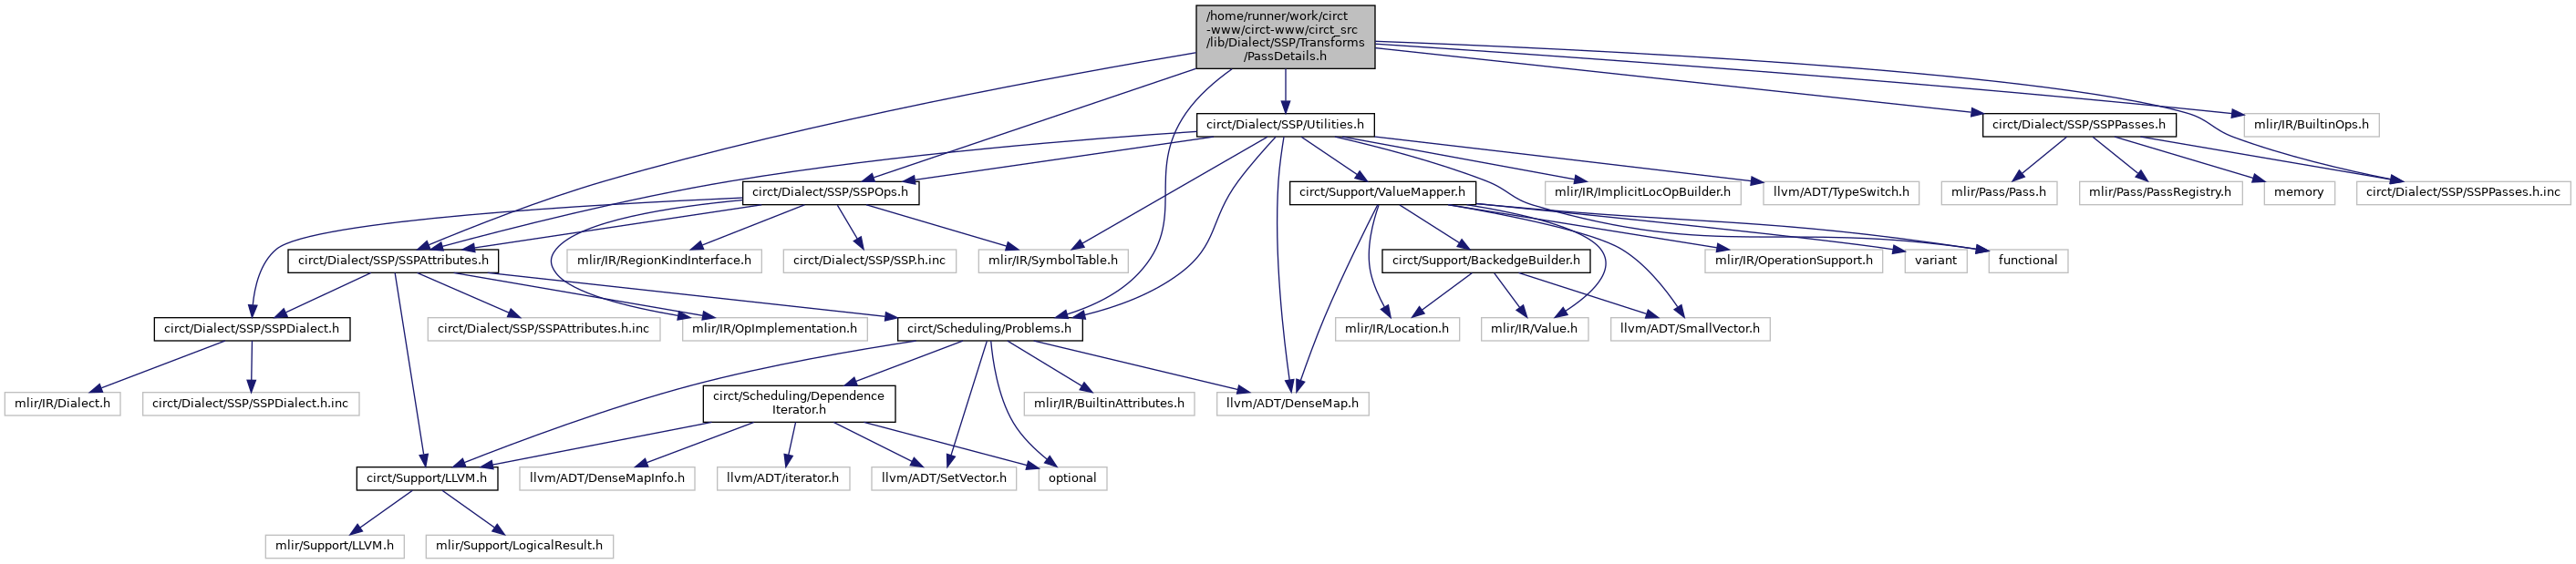 /home/runner/work/circt
-www/circt-www/circt_src
/lib/Dialect/SSP/Transforms
/PassDetails.h
circt/Dialect/SSP/Utilities.h
circt/Dialect/SSP/SSPPasses.h
mlir/IR/BuiltinOps.h
circt/Dialect/SSP/SSPOps.h
circt/Support/ValueMapper.h
mlir/IR/ImplicitLocOpBuilder.h
llvm/ADT/TypeSwitch.h
mlir/Pass/Pass.h
mlir/Pass/PassRegistry.h
memory
circt/Dialect/SSP/SSPPasses.h.inc
circt/Dialect/SSP/SSPAttributes.h
mlir/IR/RegionKindInterface.h
circt/Dialect/SSP/SSP.h.inc
mlir/IR/SymbolTable.h
circt/Support/BackedgeBuilder.h
mlir/IR/OperationSupport.h
variant
functional
circt/Dialect/SSP/SSPDialect.h
circt/Dialect/SSP/SSPAttributes.h.inc
mlir/IR/OpImplementation.h
circt/Scheduling/Problems.h
mlir/IR/Location.h
mlir/IR/Value.h
llvm/ADT/SmallVector.h
mlir/IR/Dialect.h
circt/Dialect/SSP/SSPDialect.h.inc
circt/Scheduling/Dependence
Iterator.h
mlir/IR/BuiltinAttributes.h
llvm/ADT/DenseMap.h
circt/Support/LLVM.h
llvm/ADT/DenseMapInfo.h
llvm/ADT/iterator.h
llvm/ADT/SetVector.h
optional
mlir/Support/LLVM.h
mlir/Support/LogicalResult.h